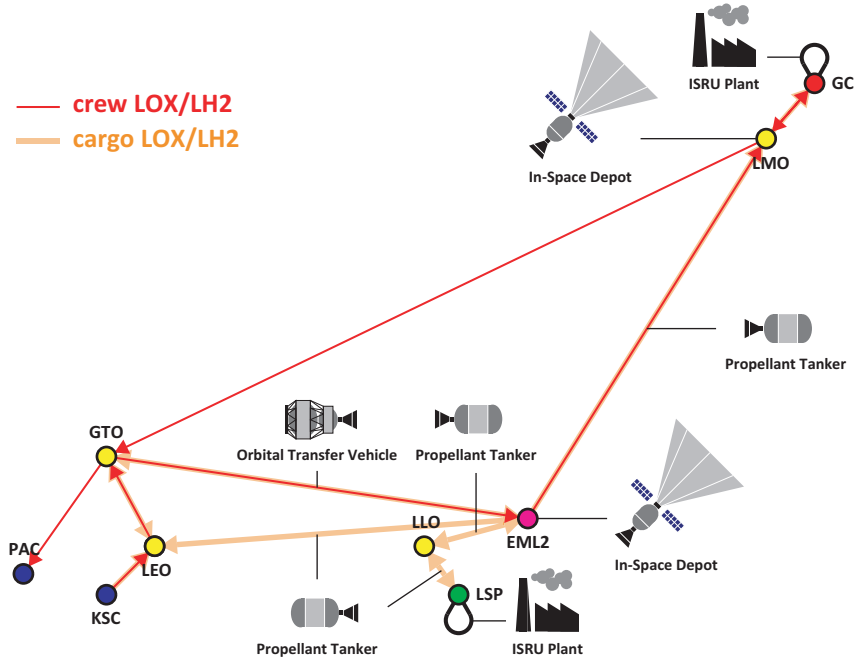 ISRU Plant
GC
crew LOX/LH2
cargo LOX/LH2
In-Space Depot
LMO
Propellant Tanker
GTO
Orbital Transfer Vehicle
Propellant Tanker
LLO
EML2
PAC
LEO
In-Space Depot
KSC
LSP
Propellant Tanker
ISRU Plant